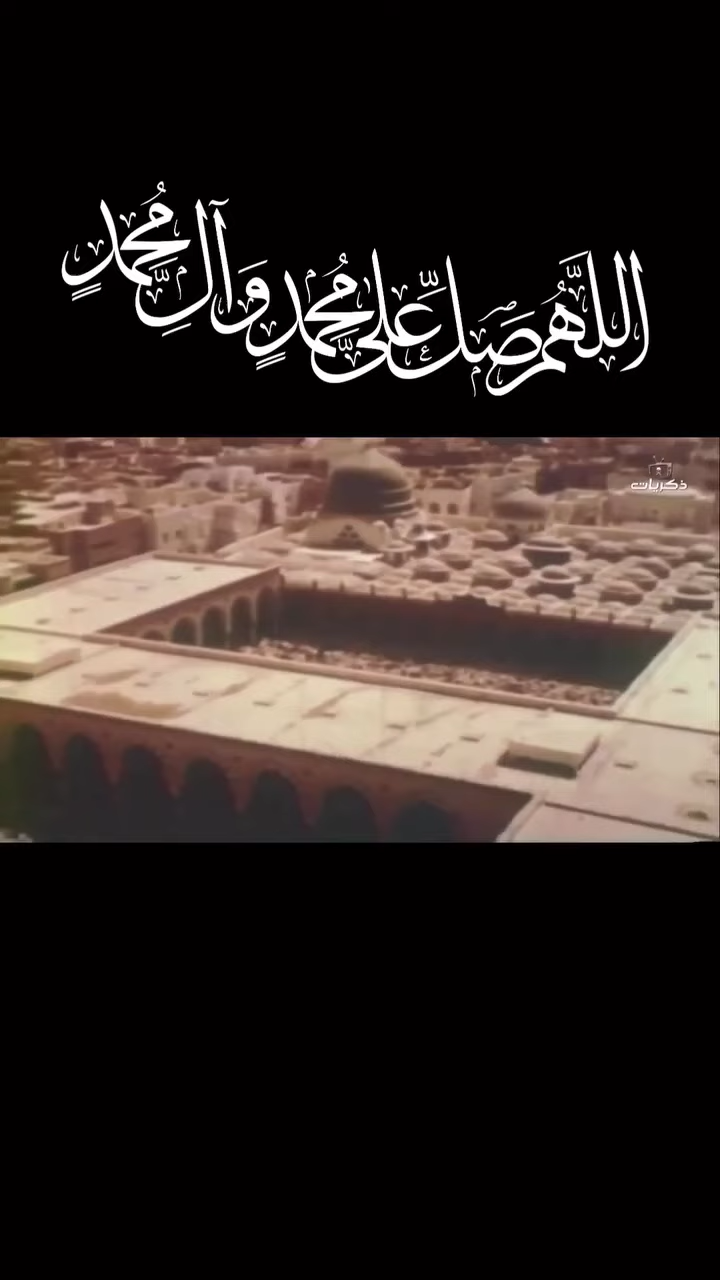 اللَّهُمَّ صَلِّ عَلَى مُحَمَّدٍ وَآلِ مُحَمَّدٍ
ذكريات